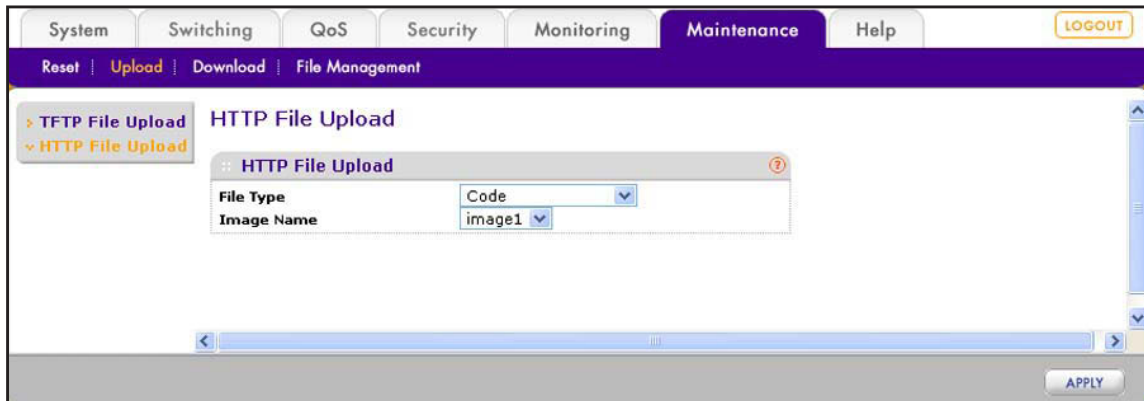 System Switching QoS Security Monitoring Maintenance Help LOGOUT
Reset | Upload | Download | File Management
TFTP File Upload
HTTP File Upload
HTTP File Upload
HTTP File Upload ?
File Type Code
Image Name image1
APPLY